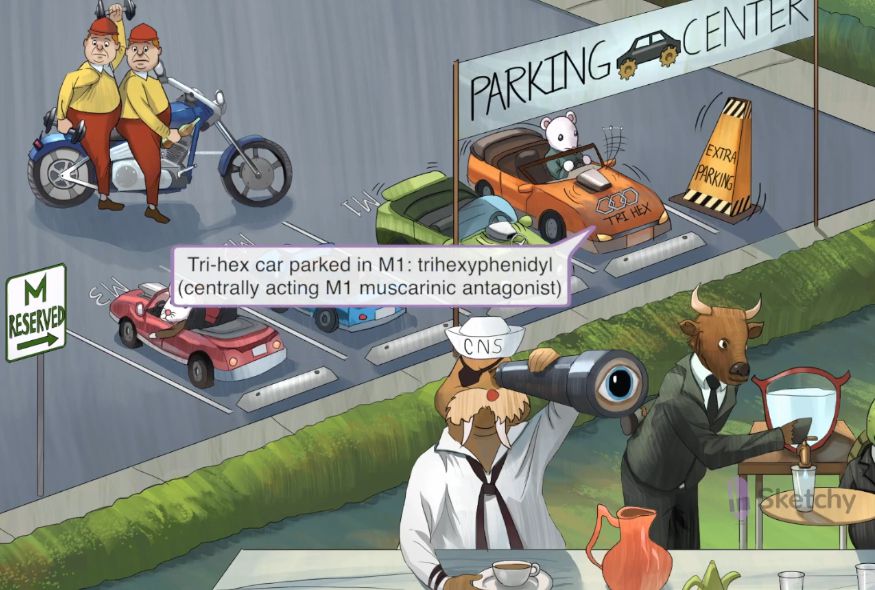 PARKING CENTER
EXTRA
PARKING
TRI HEX
M1
Tri-hex car parked in M1: trihexyphenidyl
(centrally acting M1 muscarinic antagonist)
M3
M
RESERVED
CNS
Sketchy